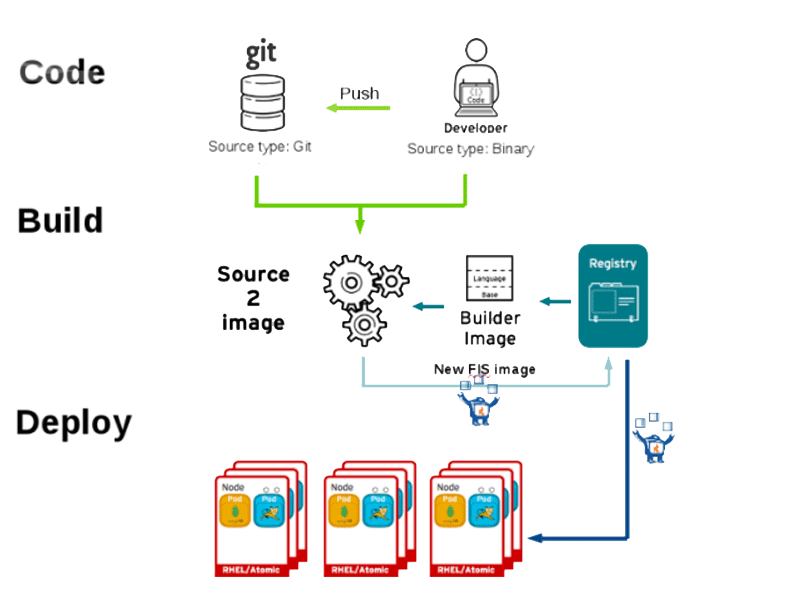 Code
git
Push
Code
Developer
Source type: Git
Source type: Binary
Build
Source
2
image
Language
Base
Builder
Image
Registry
New FIS image
Deploy
Node
Pod
Pod
RHEL/Atomic
Node
Pod
Pod
RHEL/Atomic
Node
Pod
Pod
RHEL/Atomic